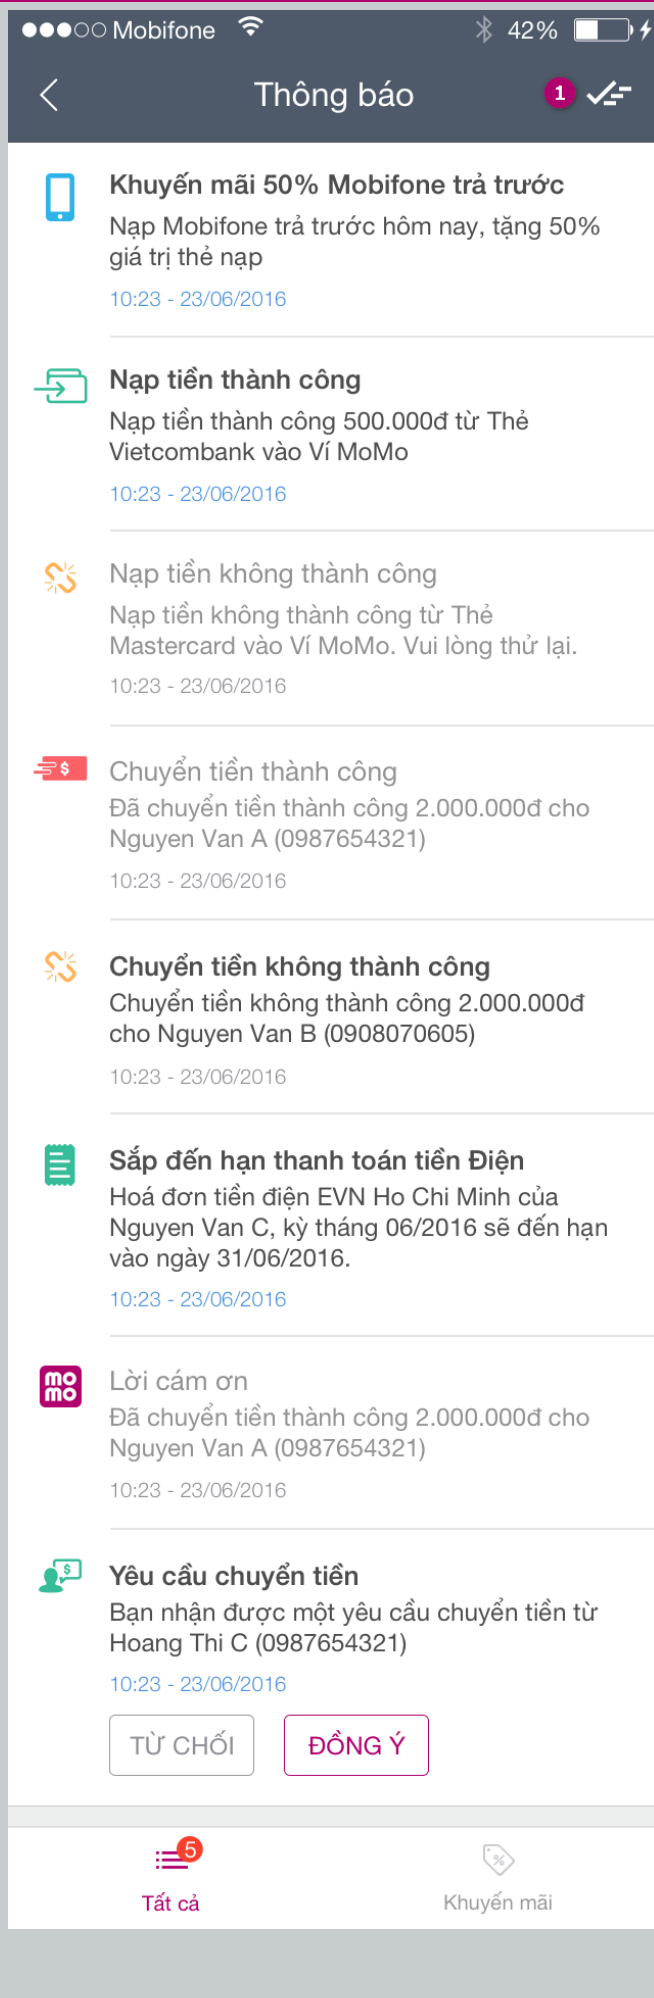 Mobifone
42%
Thông báo
1
Khuyến mãi 50% Mobifone trả trước
Nạp Mobifone trả trước hôm nay, tặng 50%
giá trị thẻ nạp
10:23 - 23/06/2016
Nạp tiền thành công
Nạp tiền thành công 500.000đ từ Thẻ
Vietcombank vào Ví MoMo
10:23 - 23/06/2016
Nạp tiền không thành công
Nạp tiền không thành công từ Thẻ
Mastercard vào Ví MoMo. Vui lòng thử lại.
10:23 - 23/06/2016
$
Chuyển tiền thành công
Đã chuyển tiền thành công 2.000.000đ cho
Nguyen Van A (0987654321)
10:23 - 23/06/2016
Chuyển tiền không thành công
Chuyển tiền không thành công 2.000.000đ
cho Nguyen Van B (0908070605)
10:23 - 23/06/2016
Sắp đến hạn thanh toán tiền Điện
Hoá đơn tiền điện EVN Ho Chi Minh của
Nguyen Van C, kỳ tháng 06/2016 sẽ đến hạn
vào ngày 31/06/2016.
10:23 - 23/06/2016
mo
mo
Lời cám ơn
Đã chuyển tiền thành công 2.000.000đ cho
Nguyen Van A (0987654321)
10:23 - 23/06/2016
$
Yêu cầu chuyển tiền
Bạn nhận được một yêu cầu chuyển tiền từ
Hoang Thi C (0987654321)
10:23 - 23/06/2016
TỪ CHỐI
ĐỒNG Ý
5
%
Tất cả
Khuyến mãi